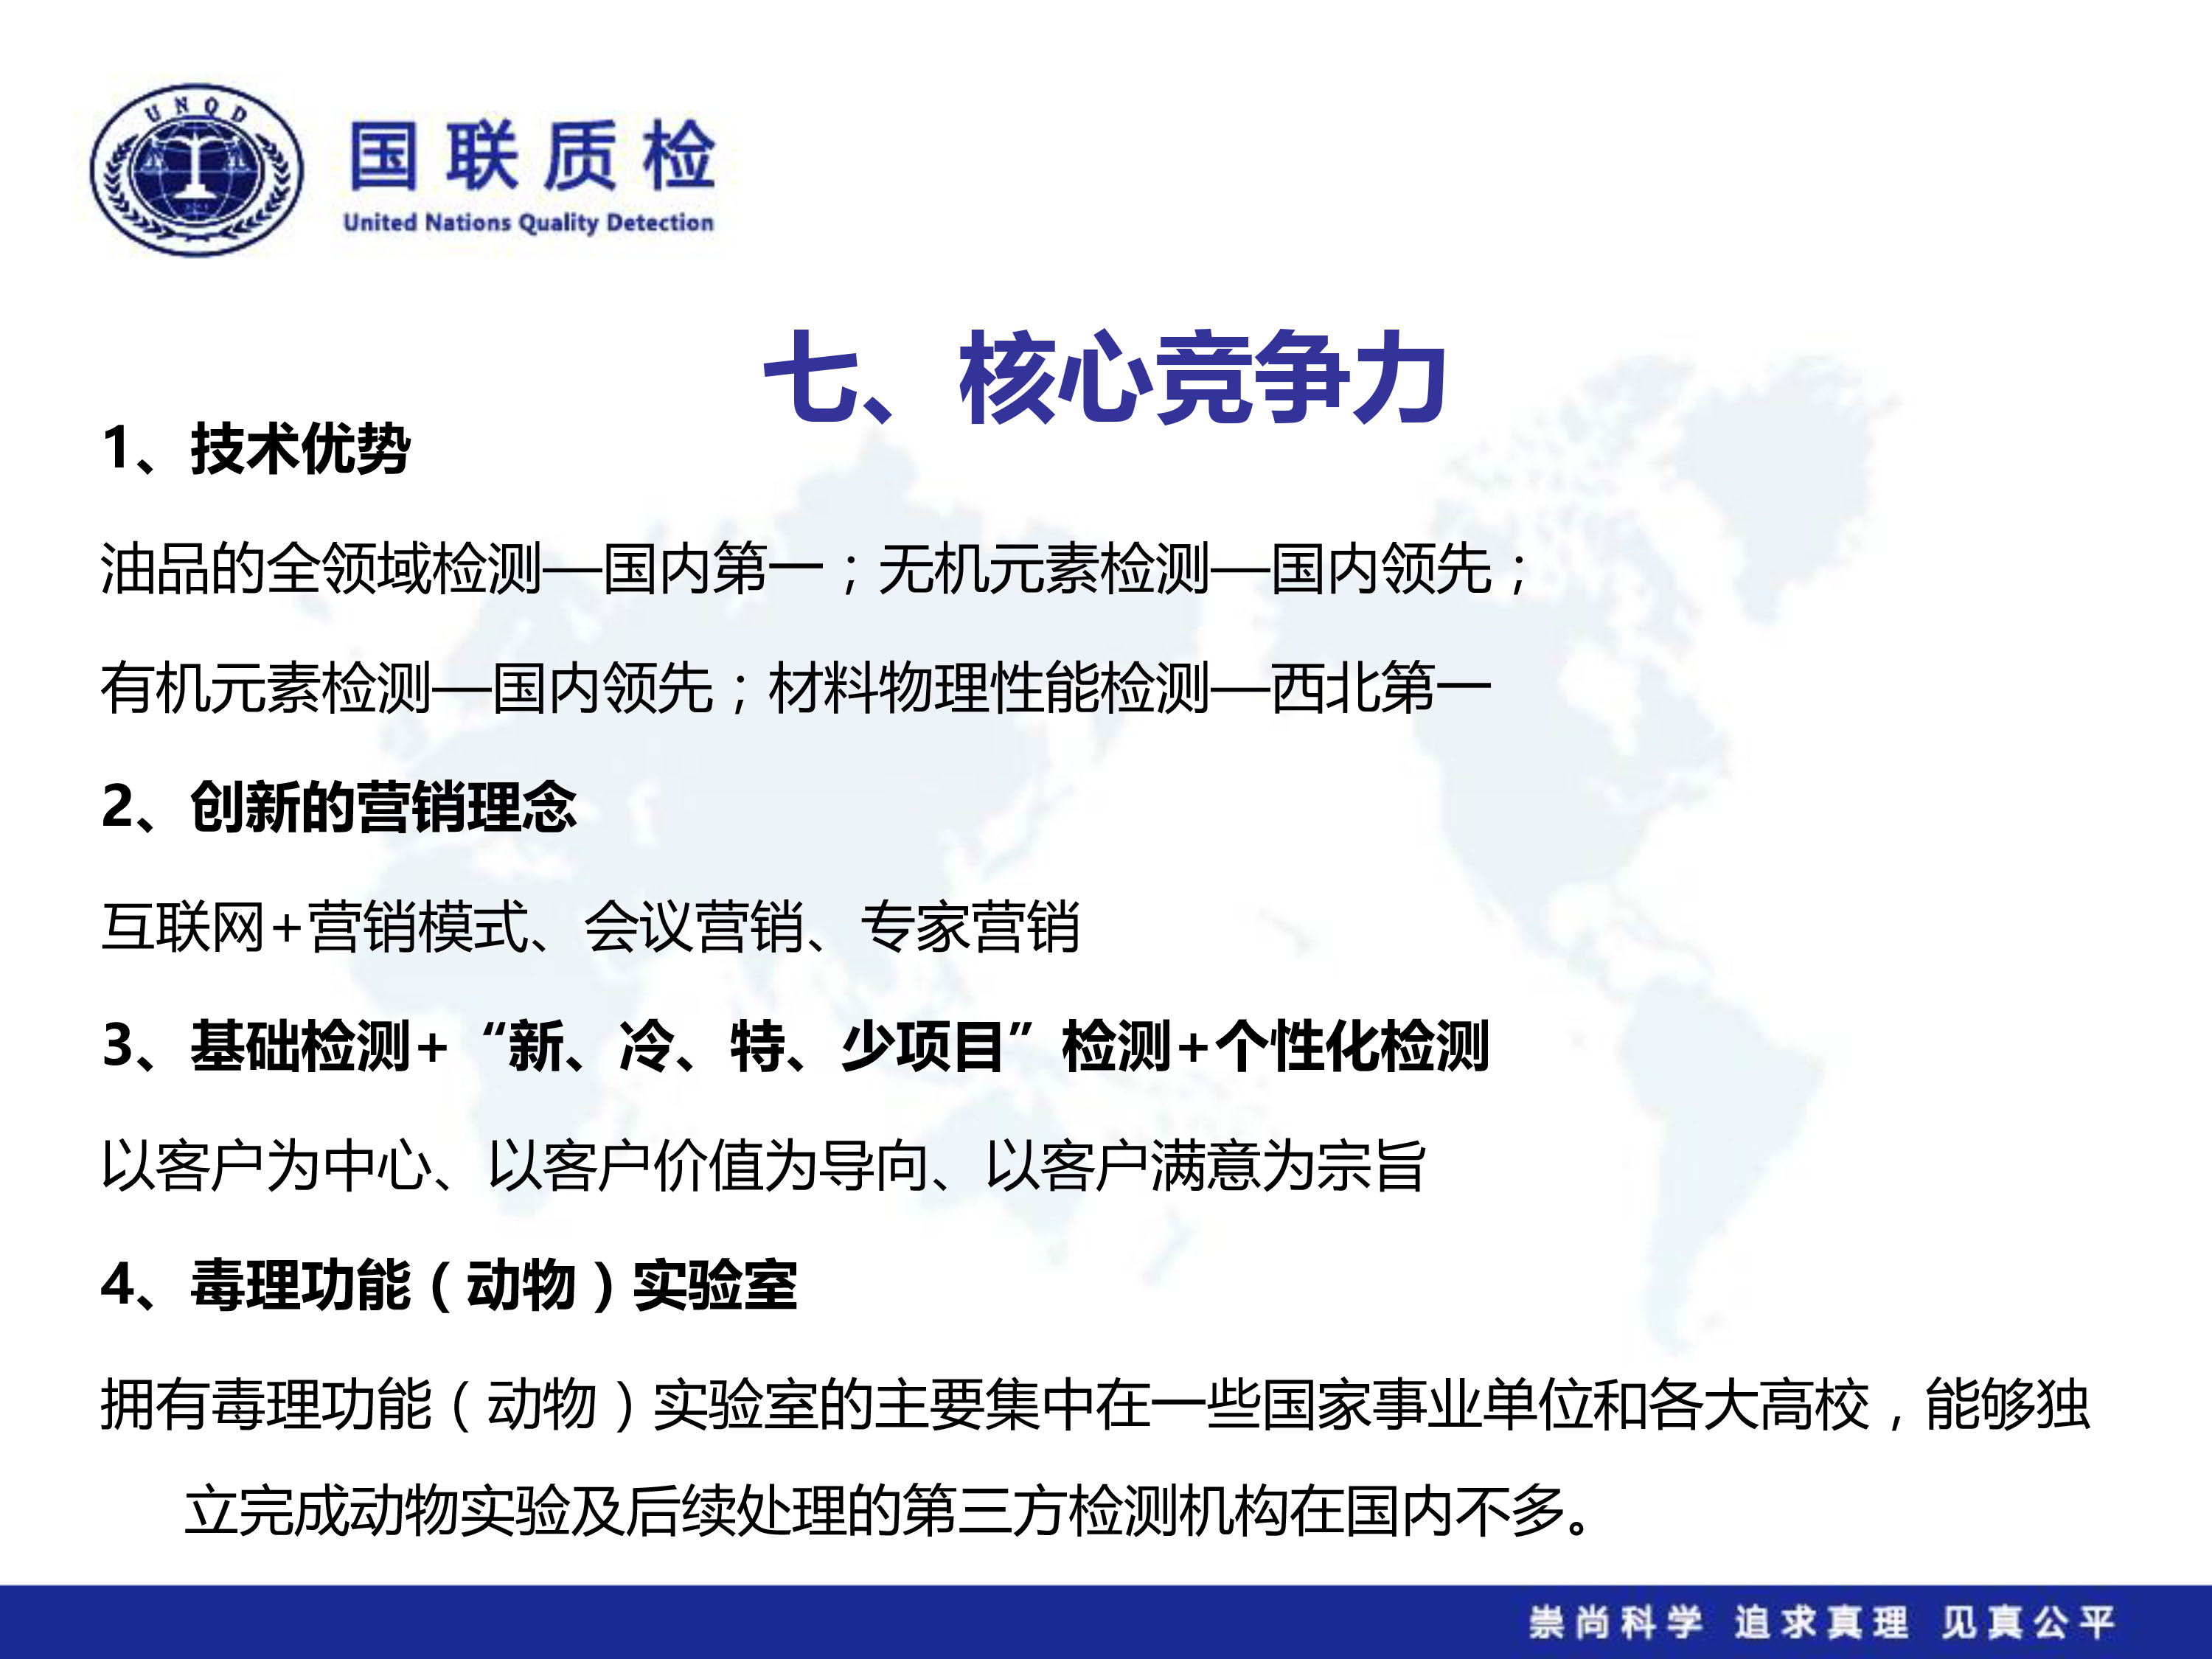 UNQD
国联质检
United Nations Quality Detection
七、核心竞争力
1、技术优势
油品的全领域检测—国内第一；无机元素检测—国内领先；
有机元素检测—国内领先；材料物理性能检测—西北第一
2、创新的营销理念
互联网+营销模式、会议营销、专家营销
3、基础检测+“新、冷、特、少项目”检测+个性化检测
以客户为中心、以客户价值为导向、以客户满意为宗旨
4、毒理功能（动物）实验室
拥有毒理功能（动物）实验室的主要集中在一些国家事业单位和各大高校，能够独
立完成动物实验及后续处理的第三方检测机构在国内不多。
崇尚科学 追求真理 见真公平